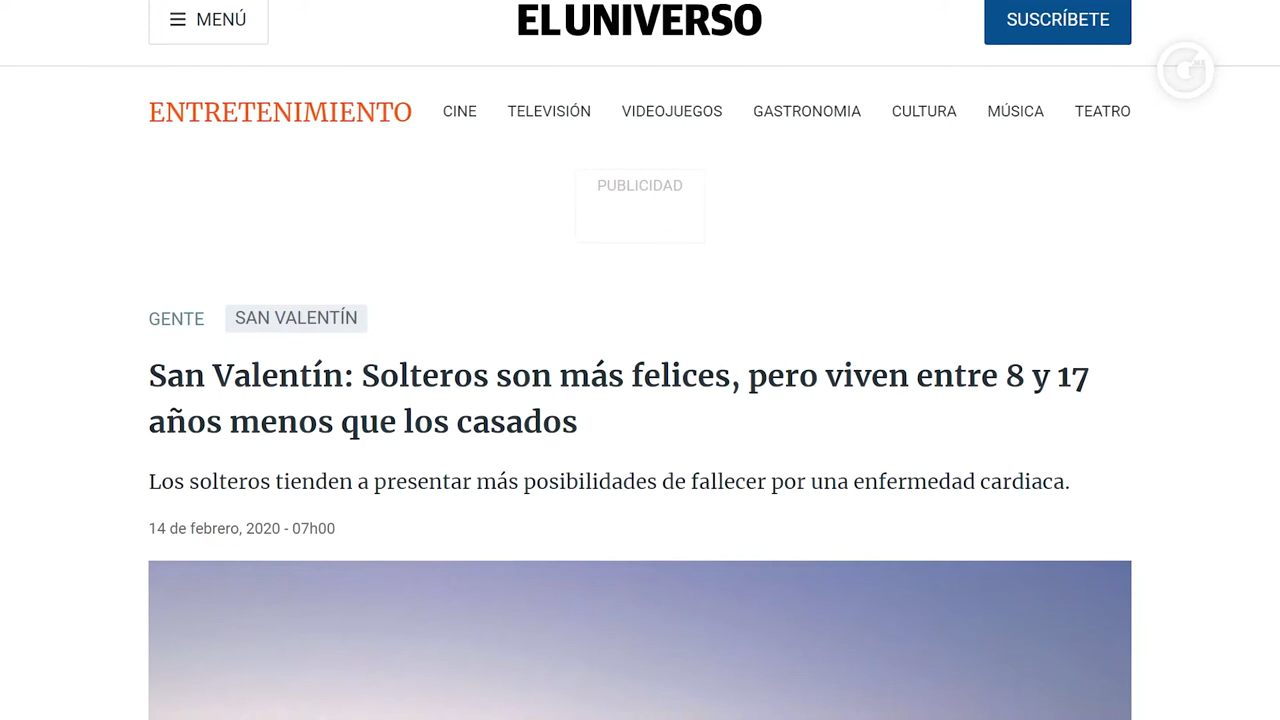 MENÚ
EL UNIVERSO
SUSCRÍBETE
ENTRETENIMIENTO
CINE
TELEVISIÓN
VIDEOJUEGOS
GASTRONOMIA
CULTURA
MÚSICA
TEATRO
PUBLICIDAD
GENTE
SAN VALENTÍN
San Valentín: Solteros son más felices, pero viven entre 8 y 17
años menos que los casados
Los solteros tienden a presentar más posibilidades de fallecer por una enfermedad cardiaca.
14 de febrero, 2020 - 07h00